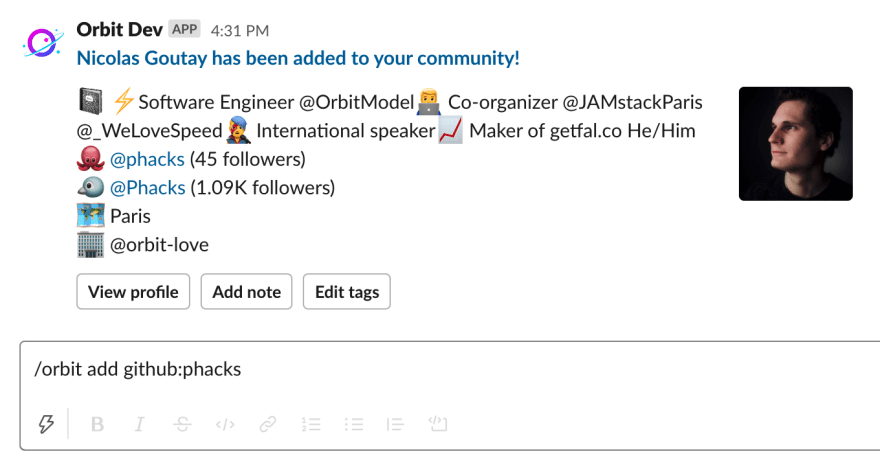 Orbit Dev APP 4:31 PM
Nicolas Goutay has been added to your community!
Software Engineer @OrbitModel Co-organizer @JAMstackParis
@_WeLoveSpeed International speaker Maker of getfal.co He/Him
@phacks (45 followers)
@Phacks (1.09K followers)
Paris
@orbit-love
View profile Add note Edit tags
/orbit add github:phacks